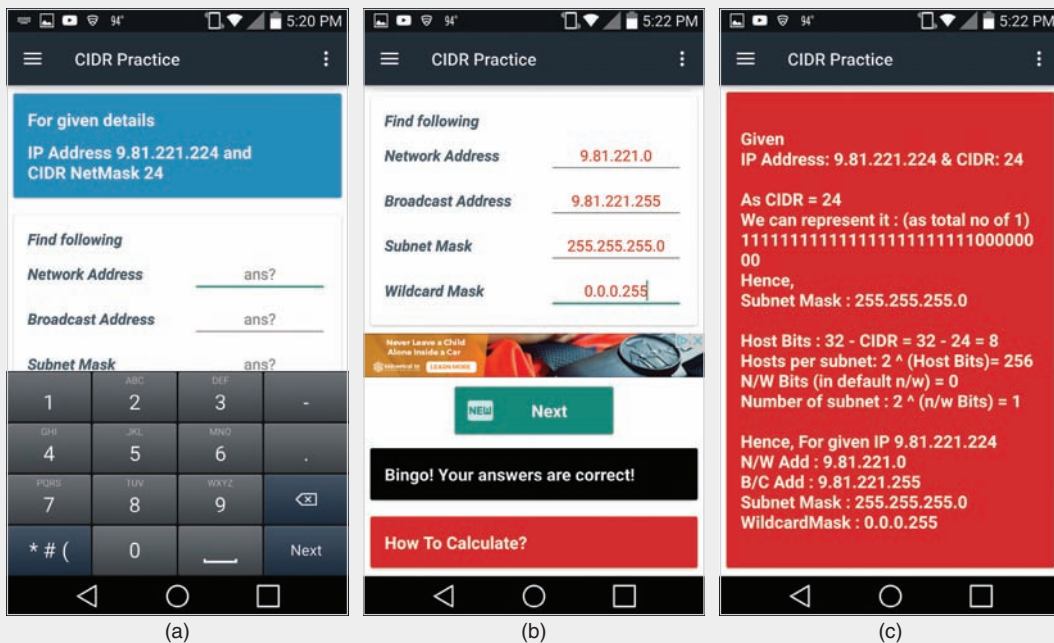 94° 5:20 PM
CIDR Practice
For given details
IP Address 9.81.221.224 and
CIDR NetMask 24
Find following
Network Address ans?
Broadcast Address ans?
Subnet Mask ans?
1 ABC 2 DEF 3 -
GHI 4 JKL 5 MNO 6 .
PQRS 7 TUV 8 WXYZ 9
* # ( 0 Next
(a)
94° 5:22 PM
CIDR Practice
Find following
Network Address 9.81.221.0
Broadcast Address 9.81.221.255
Subnet Mask 255.255.255.0
Wildcard Mask 0.0.0.255
Never Leave a Child
Alone Inside a Car
LEARN MORE
NEW Next
Bingo! Your answers are correct!
How To Calculate?
(b)
94° 5:22 PM
CIDR Practice
Given
IP Address: 9.81.221.224 & CIDR: 24
As CIDR = 24
We can represent it : (as total no of 1)
111111111111111111111111000000
00
Hence,
Subnet Mask : 255.255.255.0
Host Bits : 32 - CIDR = 32 - 24 = 8
Hosts per subnet: 2 ^ (Host Bits)= 256
N/W Bits (in default n/w) = 0
Number of subnet : 2 ^ (n/w Bits) = 1
Hence, For given IP 9.81.221.224
N/W Add : 9.81.221.0
B/C Add : 9.81.221.255
Subnet Mask : 255.255.255.0
WildcardMask : 0.0.0.255
(c)